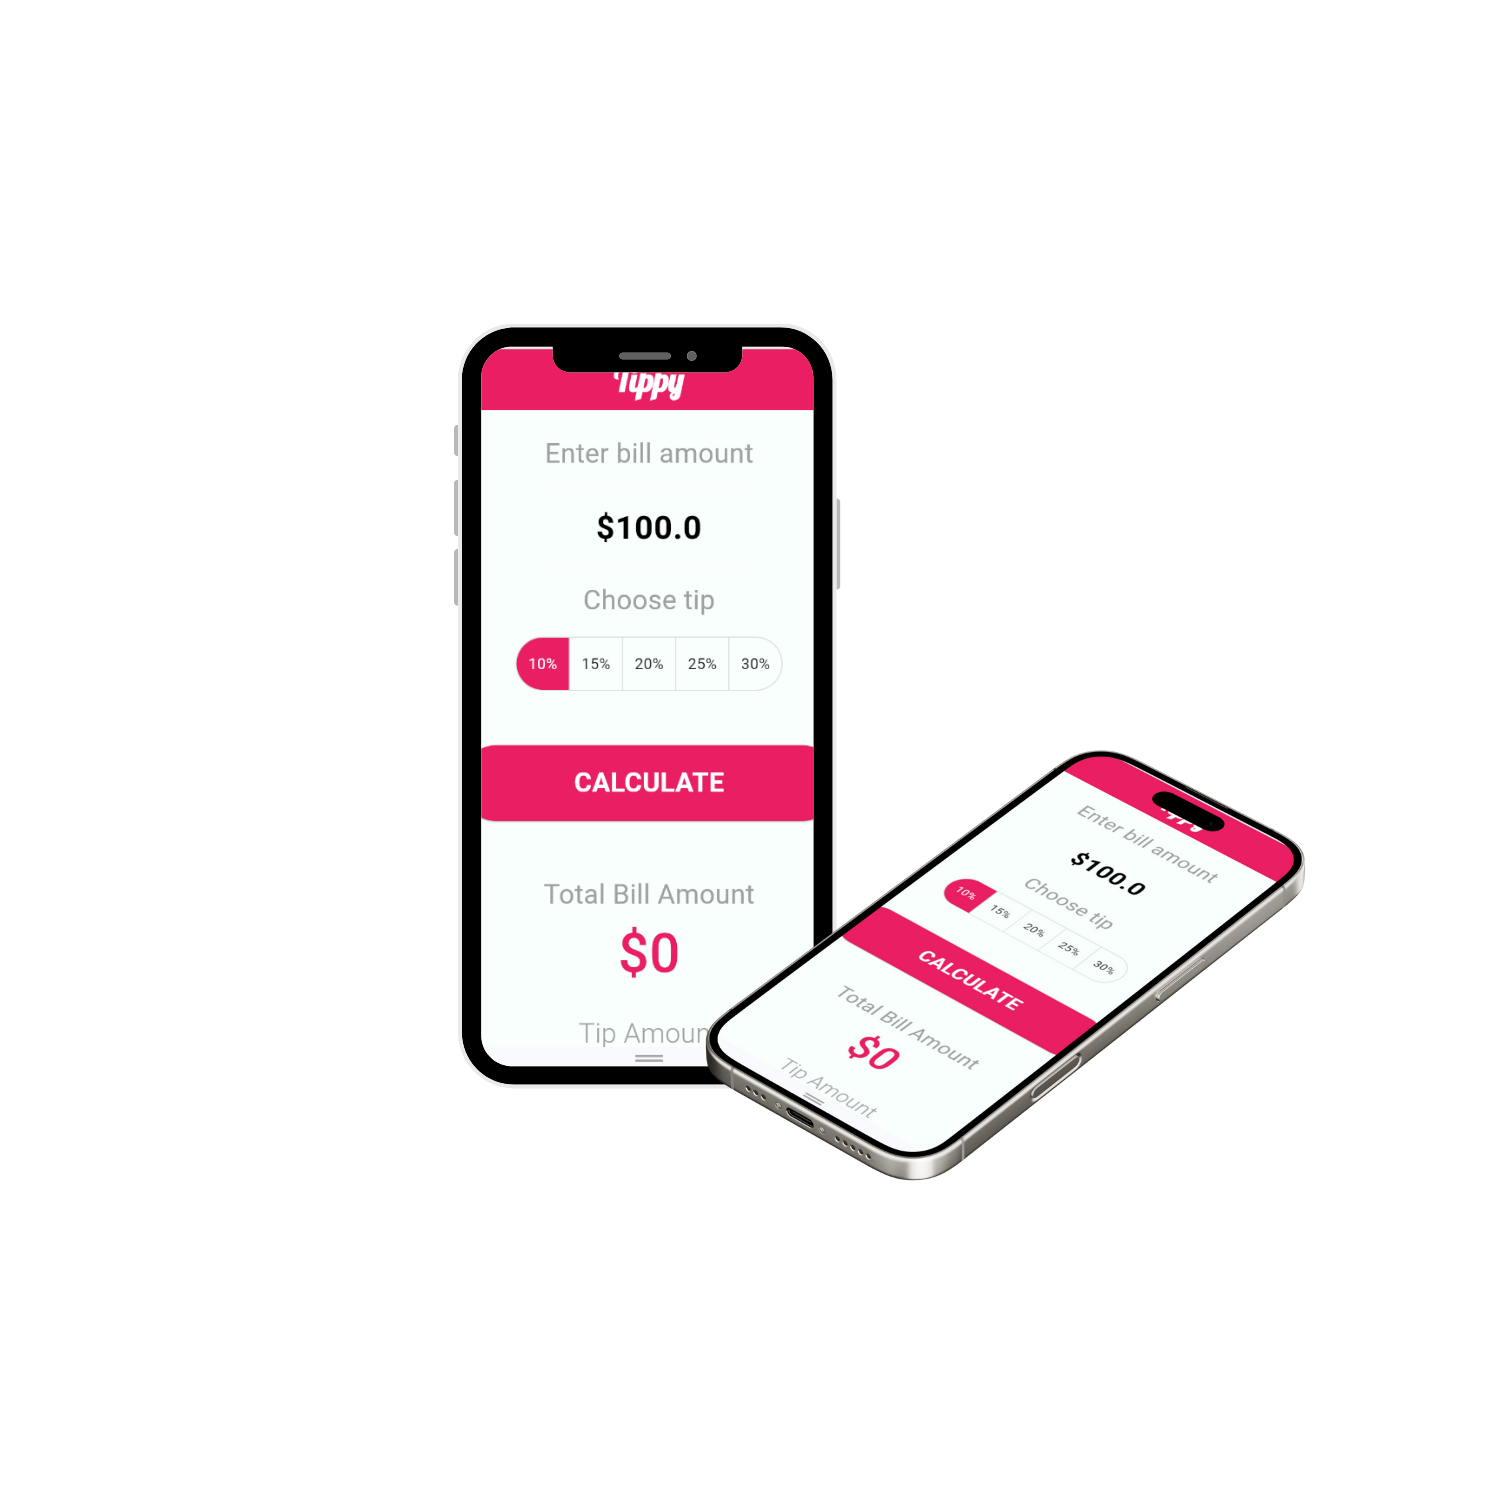 Tippy
Enter bill amount
$100.0
Choose tip
10% 15% 20% 25% 30%
CALCULATE
Total Bill Amount
$0
Tip Amoun
Enter bill amount
$100.0
Choose tip
10% 15% 20% 25% 30%
CALCULATE
Total Bill Amount
$0
Tip Amount